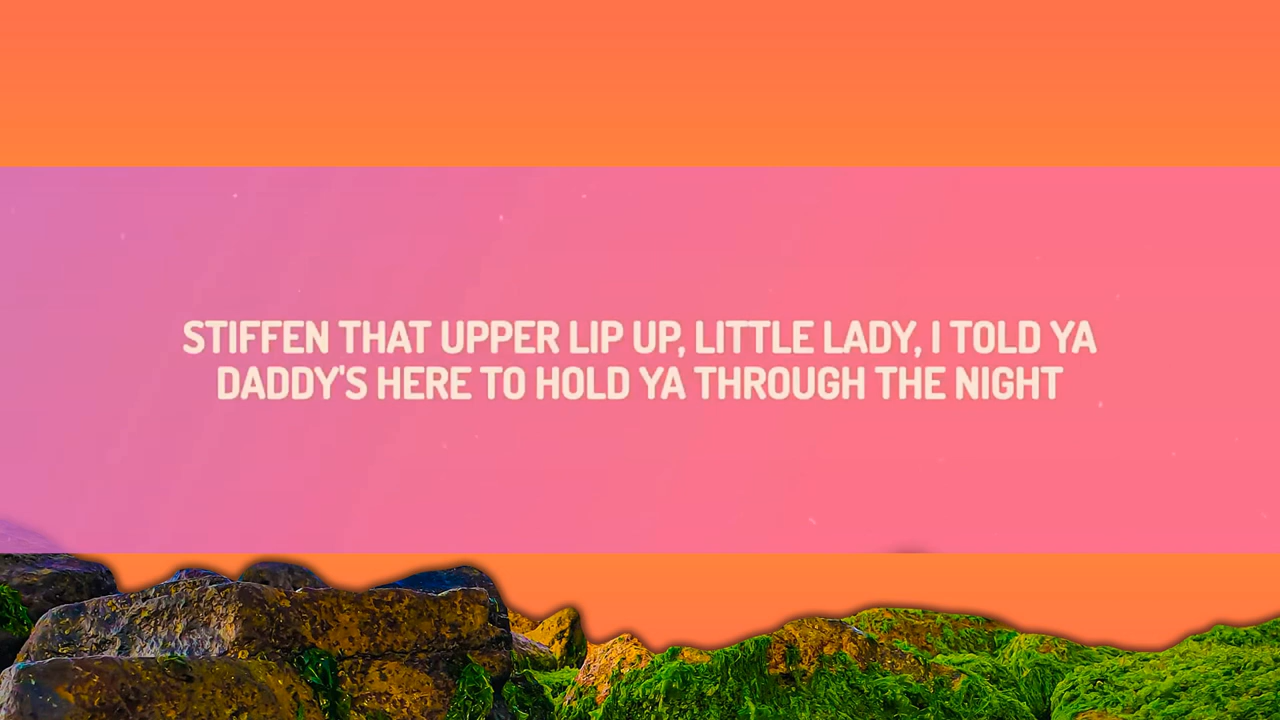 STIFFEN THAT UPPER LIP UP, LITTLE LADY, I TOLD YA
DADDY'S HERE TO HOLD YA THROUGH THE NIGHT